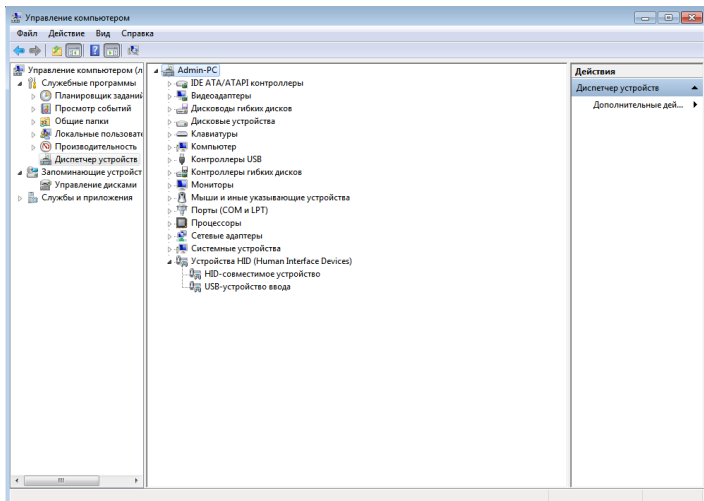 Управление компьютером
Файл Действие Вид Справка
Управление компьютером (л
Служебные программы
Планировщик заданий
Просмотр событий
Общие папки
Локальные пользовате
Производительность
Диспетчер устройств
Запоминающие устройст
Управление дисками
Службы и приложения
Admin-PC
IDE ATA/ATAPI контроллеры
Видеоадаптеры
Дисководы гибких дисков
Дисковые устройства
Клавиатуры
Компьютер
Контроллеры USB
Контроллеры гибких дисков
Мониторы
Мыши и иные указывающие устройства
Порты (COM и LPT)
Процессоры
Сетевые адаптеры
Системные устройства
Устройства HID (Human Interface Devices)
HID-совместимое устройство
USB-устройство ввода
Действия
Диспетчер устройств
Дополнительные дей...